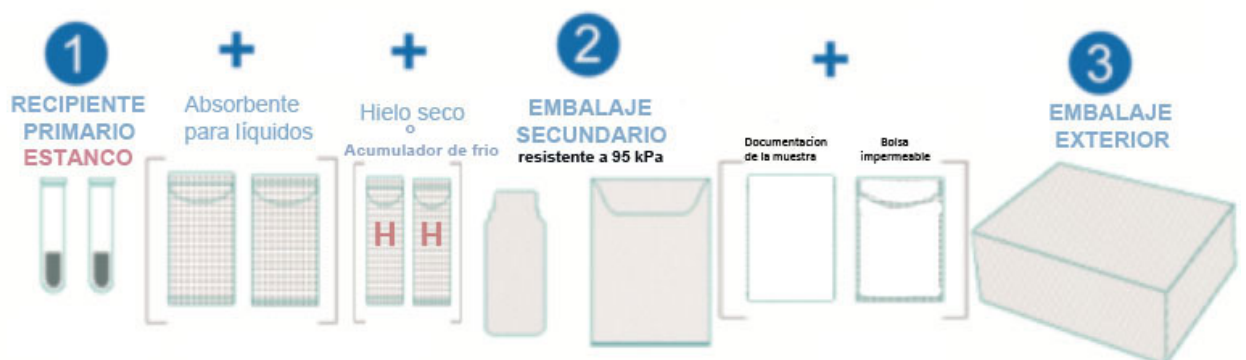 1
+
+
2
+
3
RECIPIENTE
PRIMARIO
ESTANCO
Absorbente
para líquidos
Hielo seco
o
Acumulador de frio
EMBALAJE
SECUNDARIO
resistente a 95 kPa
Documentacion
de la muestra
Bolsa
impermeable
EMBALAJE
EXTERIOR
H H